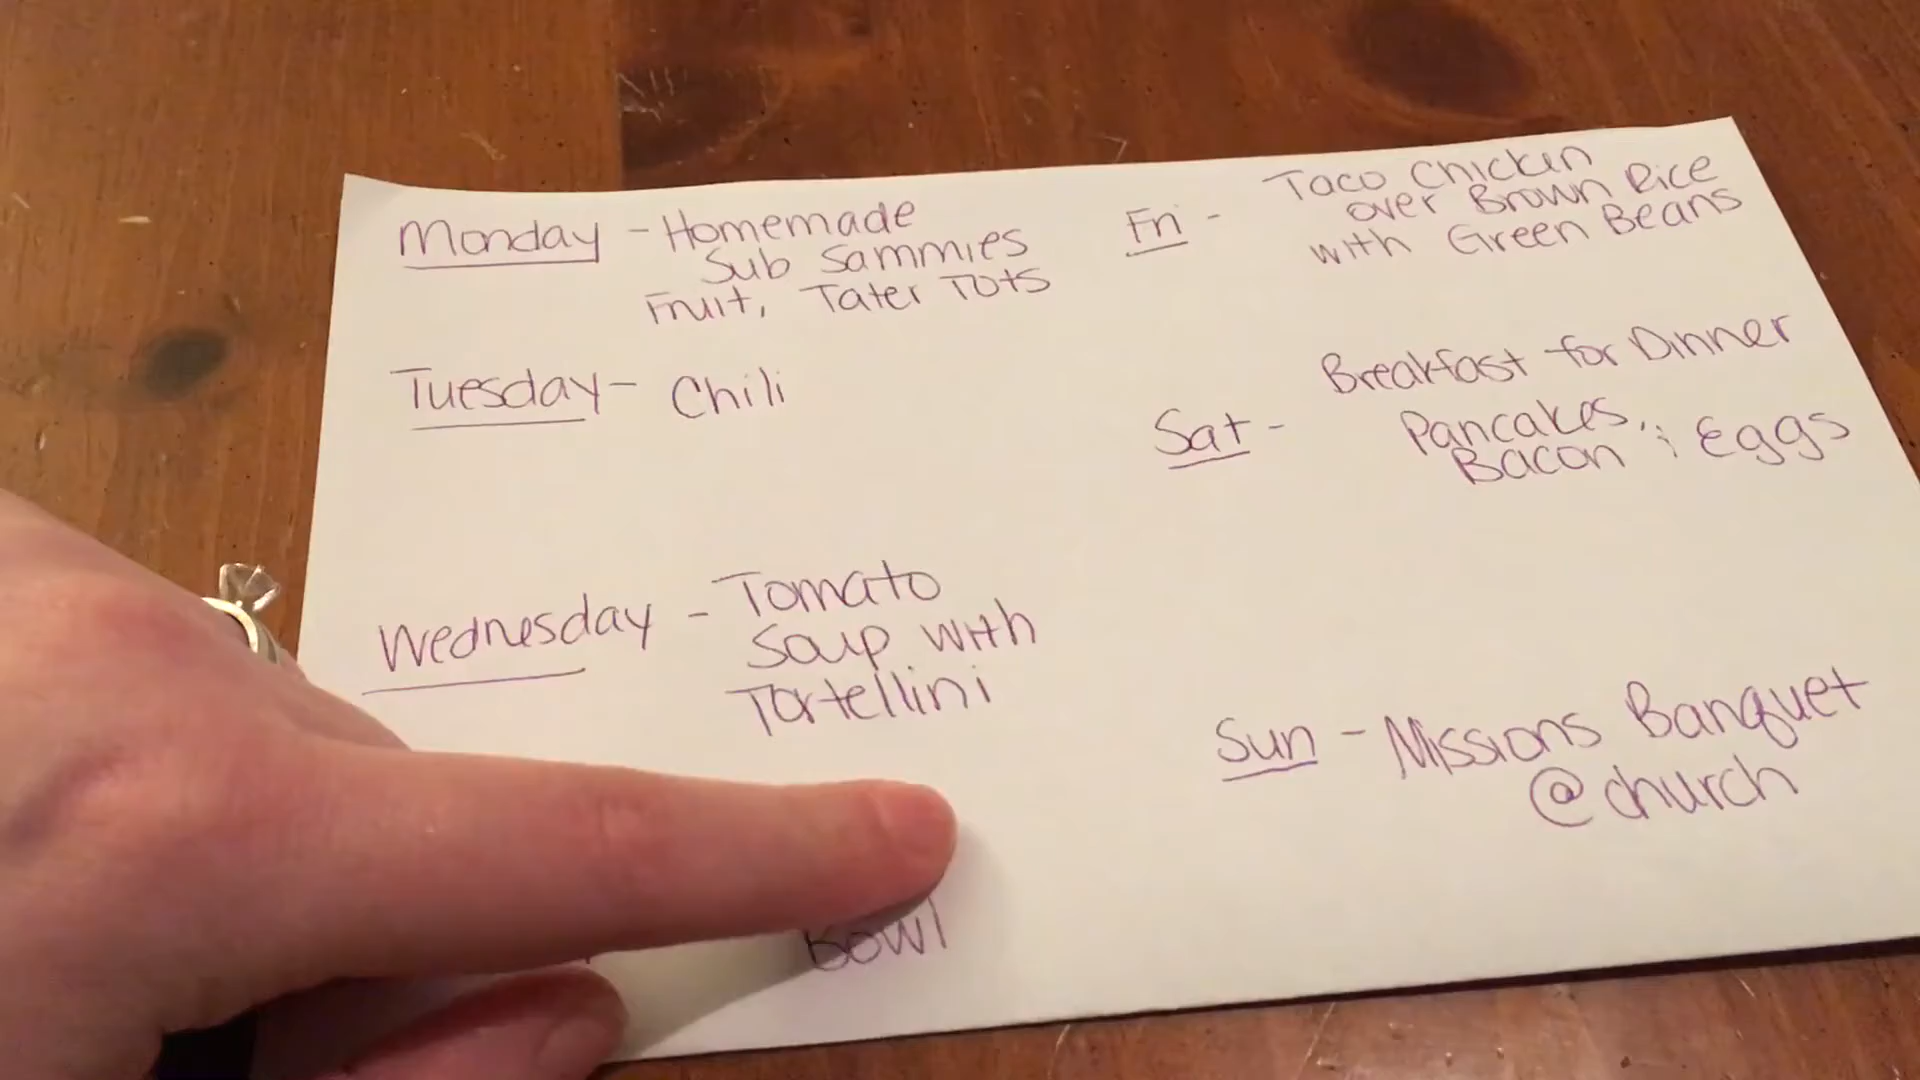 Monday - Homemade
Sub Sammies
Fruit, Tater Tots
Tuesday - Chili
Wednesday - Tomato
Soup with
Tortellini
Bowl
Fri - Taco Chicken
over Brown Rice
with Green Beans
Breakfast for Dinner
Sat - Pancakes,
Bacon & Eggs
Sun - Missions Banquet
@church